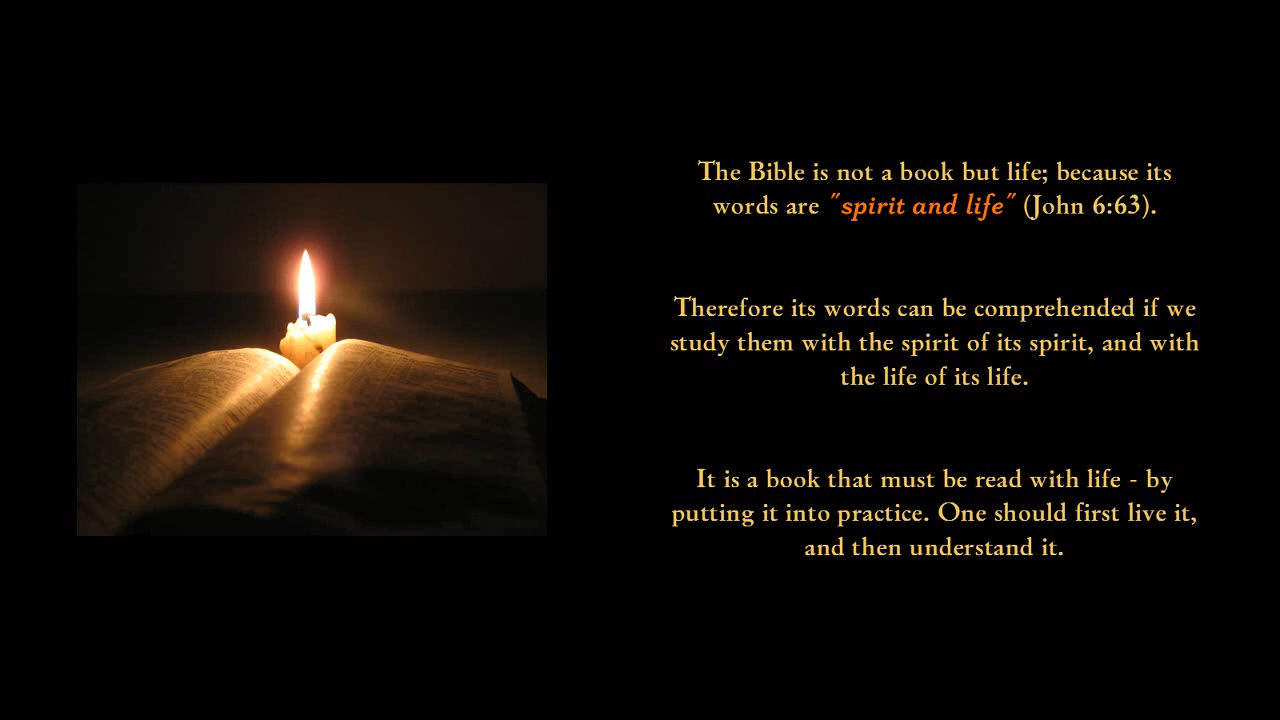 The Bible is not a book but life; because its
words are "spirit and life" (John 6:63).
Therefore its words can be comprehended if we
study them with the spirit of its spirit, and with
the life of its life.
It is a book that must be read with life - by
putting it into practice. One should first live it,
and then understand it.